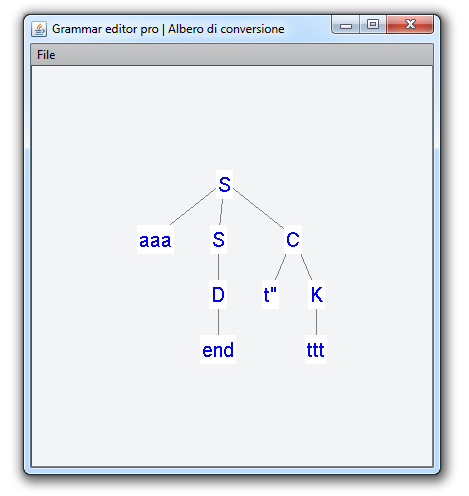 Grammar editor pro | Albero di conversione
File
S
aaa S C
D t" K
end ttt